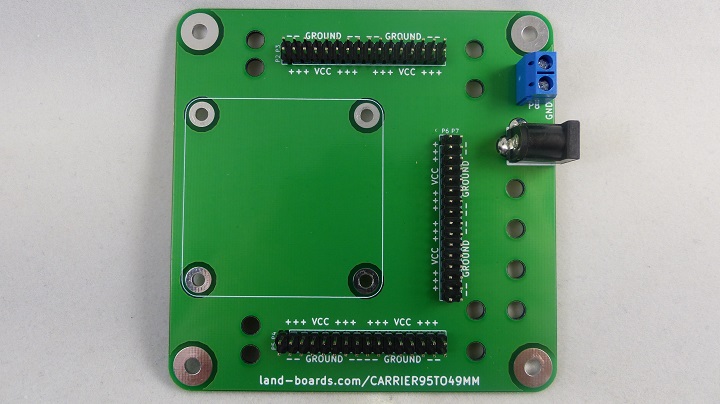 -- GROUND -- -- GROUND --
P2 P3
+++ VCC +++ +++ VCC +++
GND
P6 P7
+++ VCC +++ +++ VCC +++
-- GROUND -- -- GROUND --
+++ VCC +++ +++ VCC +++
-- GROUND ----- GROUND --
land-boards.com/CARRIER95TO49MM